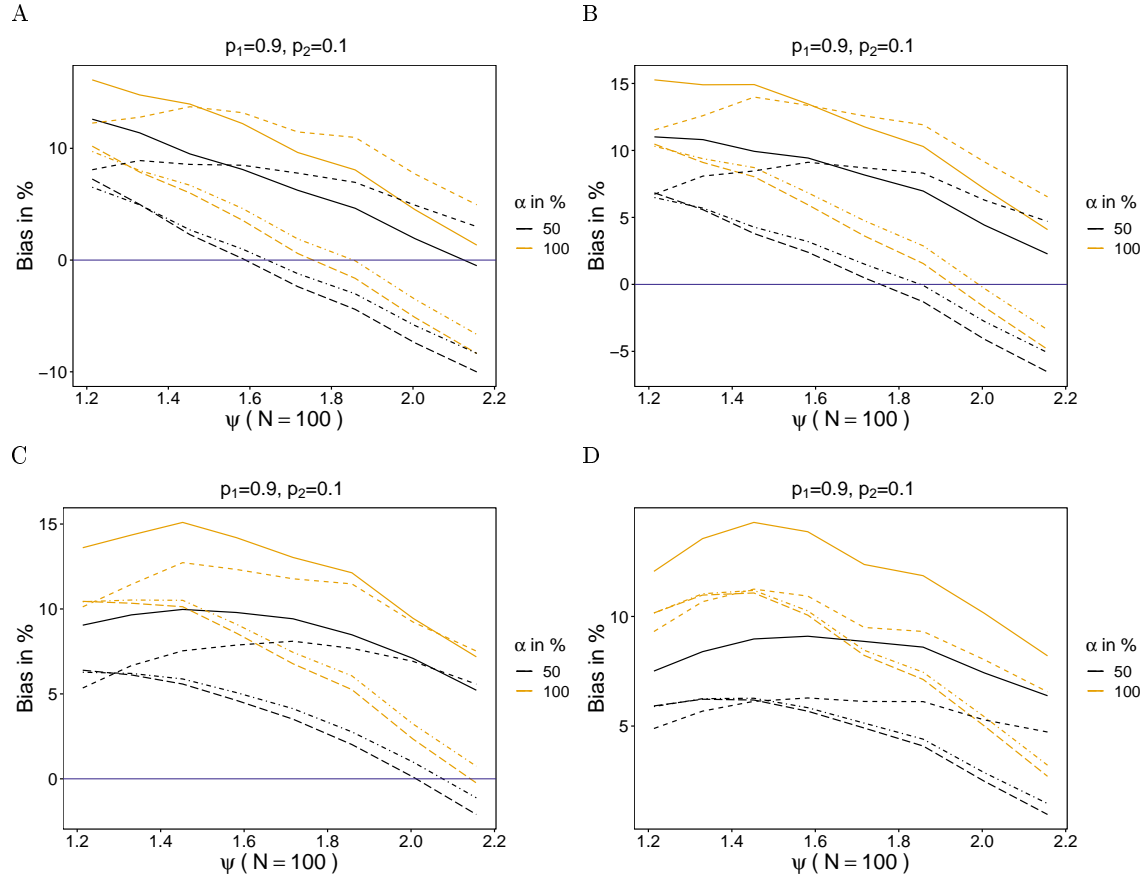 A
p1=0.9, p2=0.1
Bias in %
10
0
−10
1.2 1.4 1.6 1.8 2.0 2.2
ψ ( N = 100 )
α in %
50
100
B
p1=0.9, p2=0.1
Bias in %
15
10
5
0
−5
1.2 1.4 1.6 1.8 2.0 2.2
ψ ( N = 100 )
α in %
50
100
C
p1=0.9, p2=0.1
Bias in %
15
10
5
0
1.2 1.4 1.6 1.8 2.0 2.2
ψ ( N = 100 )
α in %
50
100
D
p1=0.9, p2=0.1
Bias in %
10
5
1.2 1.4 1.6 1.8 2.0 2.2
ψ ( N = 100 )
α in %
50
100